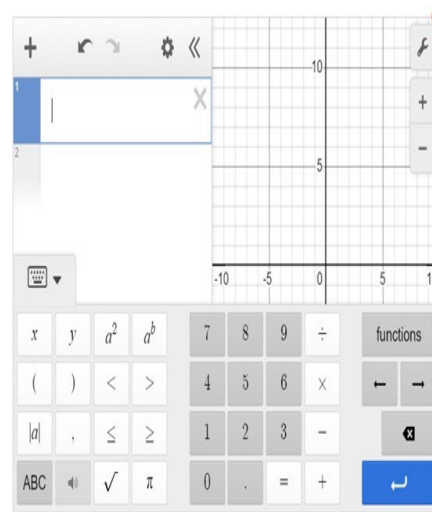 + «
10
1
+
2
−
5
-10 -5 0 5 1
x y a² aᵇ 7 8 9 ÷ functions
( ) < > 4 5 6 × ← →
|a| , ≤ ≥ 1 2 3 −
ABC √ π 0 . = +